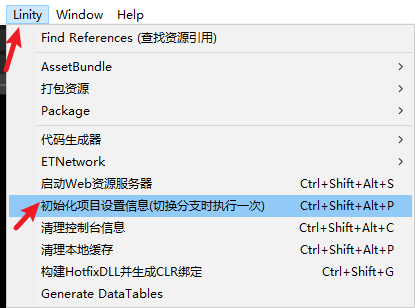 Linity Window Help
Find References (查找资源引用)
AssetBundle
打包资源
Package
代码生成器
ETNetwork
启动Web资源服务器 Ctrl+Shift+Alt+S
初始化项目设置信息(切换分支时执行一次) Ctrl+Shift+Alt+P
清理控制台信息 Ctrl+Shift+Alt+C
清理本地缓存 Ctrl+Shift+Alt+P
构建HotfixDLL并生成CLR绑定 Ctrl+Shift+G
Generate DataTables